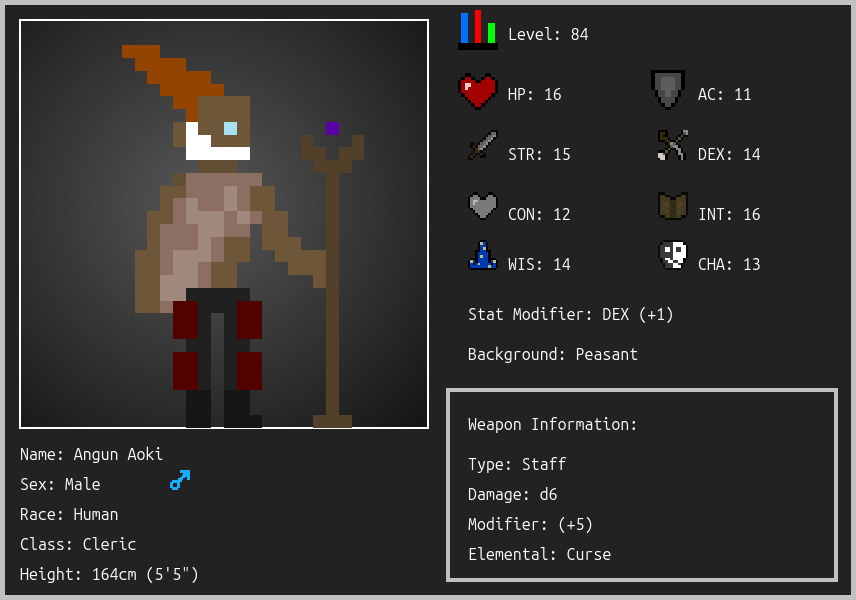 Level: 84
HP: 16
AC: 11
STR: 15
DEX: 14
CON: 12
INT: 16
WIS: 14
CHA: 13
Stat Modifier: DEX (+1)
Background: Peasant
Weapon Information:
Type: Staff
Damage: d6
Modifier: (+5)
Elemental: Curse
Name: Angun Aoki
Sex: Male
Race: Human
Class: Cleric
Height: 164cm (5'5")